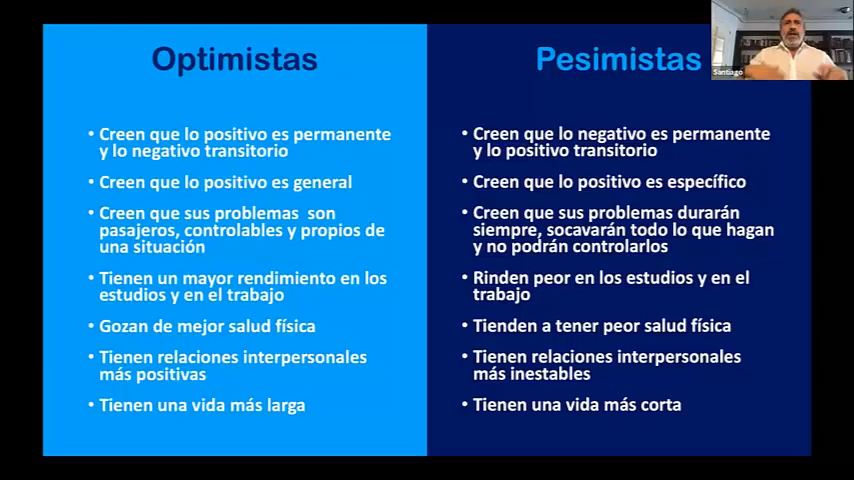 Optimistas
• Creen que lo positivo es permanente
y lo negativo transitorio
• Creen que lo positivo es general
• Creen que sus problemas son
pasajeros, controlables y propios de
una situación
• Tienen un mayor rendimiento en los
estudios y en el trabajo
• Gozan de mejor salud física
• Tienen relaciones interpersonales
más positivas
• Tienen una vida más larga
Pesimistas
• Creen que lo negativo es permanente
y lo positivo transitorio
• Creen que lo positivo es específico
• Creen que sus problemas durarán
siempre, socavarán todo lo que hagan
y no podrán controlarlos
• Rinden peor en los estudios y en el
trabajo
• Tienden a tener peor salud física
• Tienen relaciones interpersonales
más inestables
• Tienen una vida más corta
Santiago